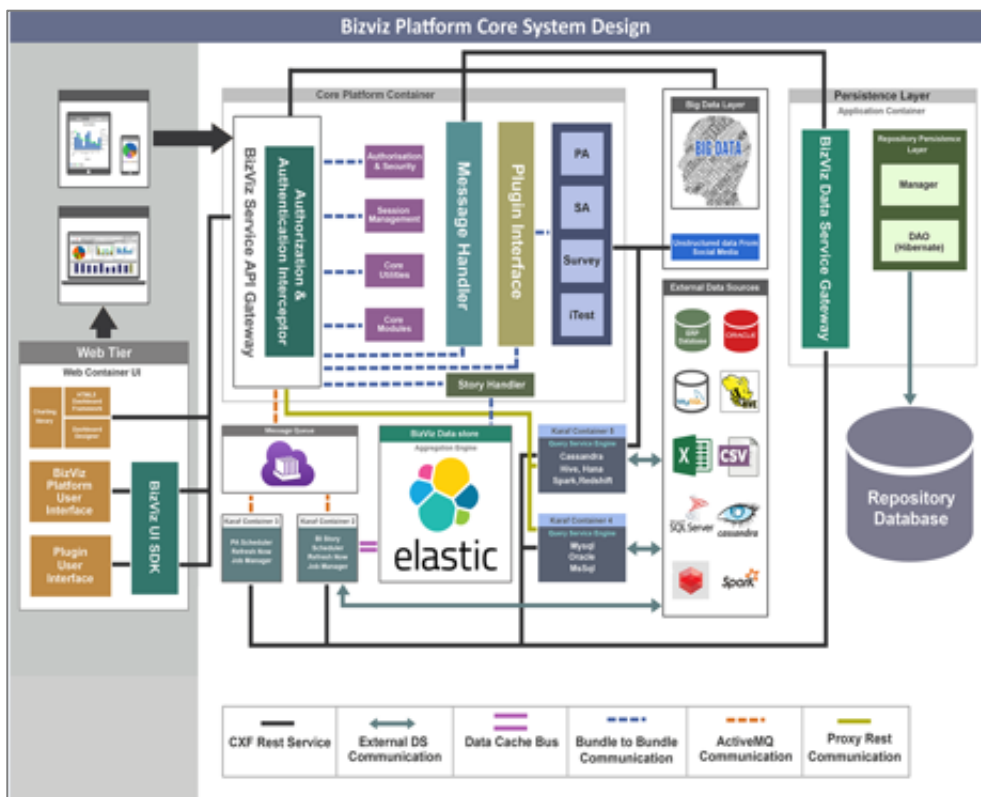 Bizviz Platform Core System Design
Core Platform Container
BizViz Service API Gateway
Authorization &
Authentication Interceptor
Authorisation
& Security
Session
Management
Core
Utilities
Core
Modules
Message Handler
Plugin Interface
PA
SA
Survey
iTest
Story Handler
Big Data Layer
BIG DATA
Unstructured data From
Social Media
Persistence Layer
Application Container
BizViz Data Service Gateway
Repository Persistence
Layer
Manager
DAO
(Hibernate)
Repository
Database
External Data Sources
ERP
Database
ORACLE
MySQL
X
CSV
SQL Server
cassandra
Spark
Web Tier
Web Container UI
Charting
library
HTML5
Dashboard
Framework
Dashboard
Designer
BizViz
Platform
User
Interface
Plugin
User
Interface
BizViz UI SDK
Message Queue
BizViz Data store
Aggregation Engine
elastic
Karaf Container 1
PA Scheduler
Refresh Now
Job Manager
Karaf Container 2
BI Story
Scheduler
Refresh Now
Job Manager
Query Service Engine
Cassandra
Hive, Hana
Spark,Redshift
Karaf Container 4
Query Service Engine
Mysql
Oracle
MsSql
CXF Rest Service
External DS
Communication
Data Cache Bus
Bundle to Bundle
Communication
ActiveMQ
Communication
Proxy Rest
Communication